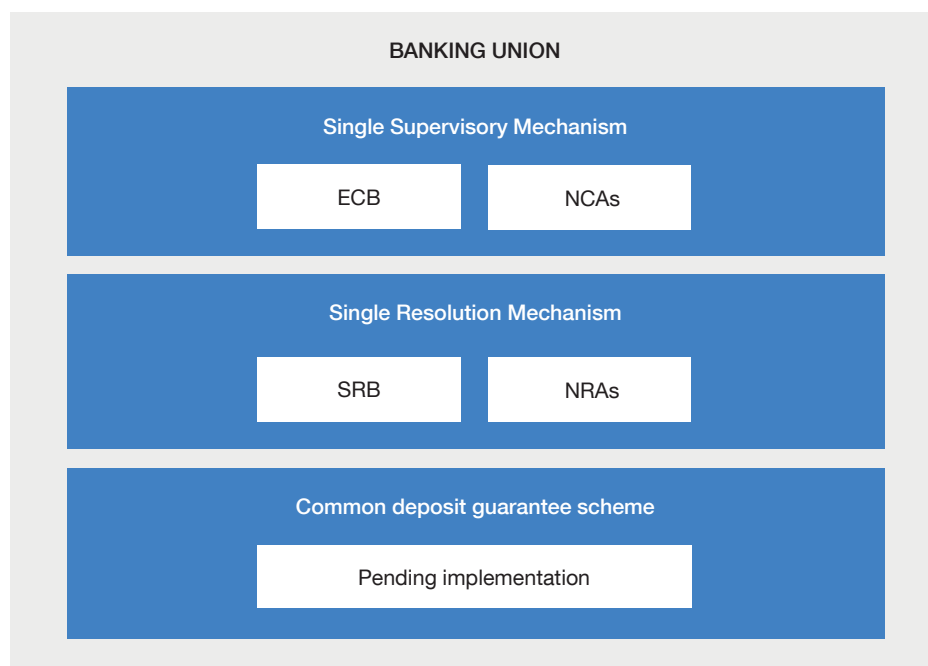 BANKING UNION
Single Supervisory Mechanism
ECB
NCAs
Single Resolution Mechanism
SRB
NRAs
Common deposit guarantee scheme
Pending implementation